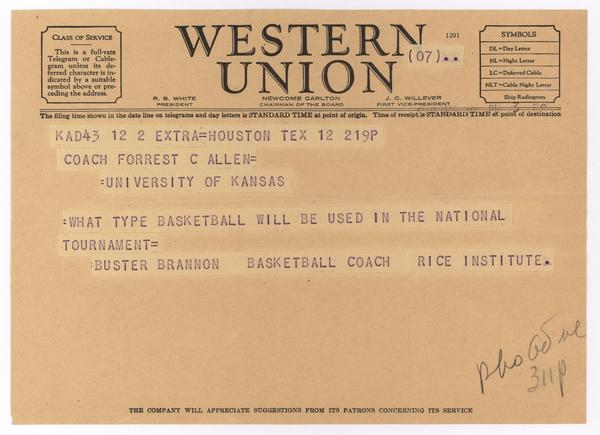 CLASS OF SERVICE
This is a full-rate
Telegram or Cable-
gram unless its de-
ferred character is in-
dicated by a suitable
symbol above or pre-
ceding the address.
WESTERN
UNION
1201
(07)..
SYMBOLS
DL=Day Letter
NL=Night Letter
LC=Deferred Cable
NLT=Cable Night Letter
Ship Radiogram
R. B. WHITE
PRESIDENT
NEWCOMB CARLTON
CHAIRMAN OF THE BOARD
J. C. WILLEVER
FIRST VICE-PRESIDENT
The filing time shown in the date line on telegrams and day letters is STANDARD TIME at point of origin. Time of receipt is STANDARD TIME at point of destination
KAD43 12 2 EXTRA=HOUSTON TEX 12 219P
COACH FORREST C ALLEN=
:UNIVERSITY OF KANSAS
:WHAT TYPE BASKETBALL WILL BE USED IN THE NATIONAL
TOURNAMENT=
:BUSTER BRANNON BASKETBALL COACH RICE INSTITUTE.
311P
THE COMPANY WILL APPRECIATE SUGGESTIONS FROM ITS PATRONS CONCERNING ITS SERVICE